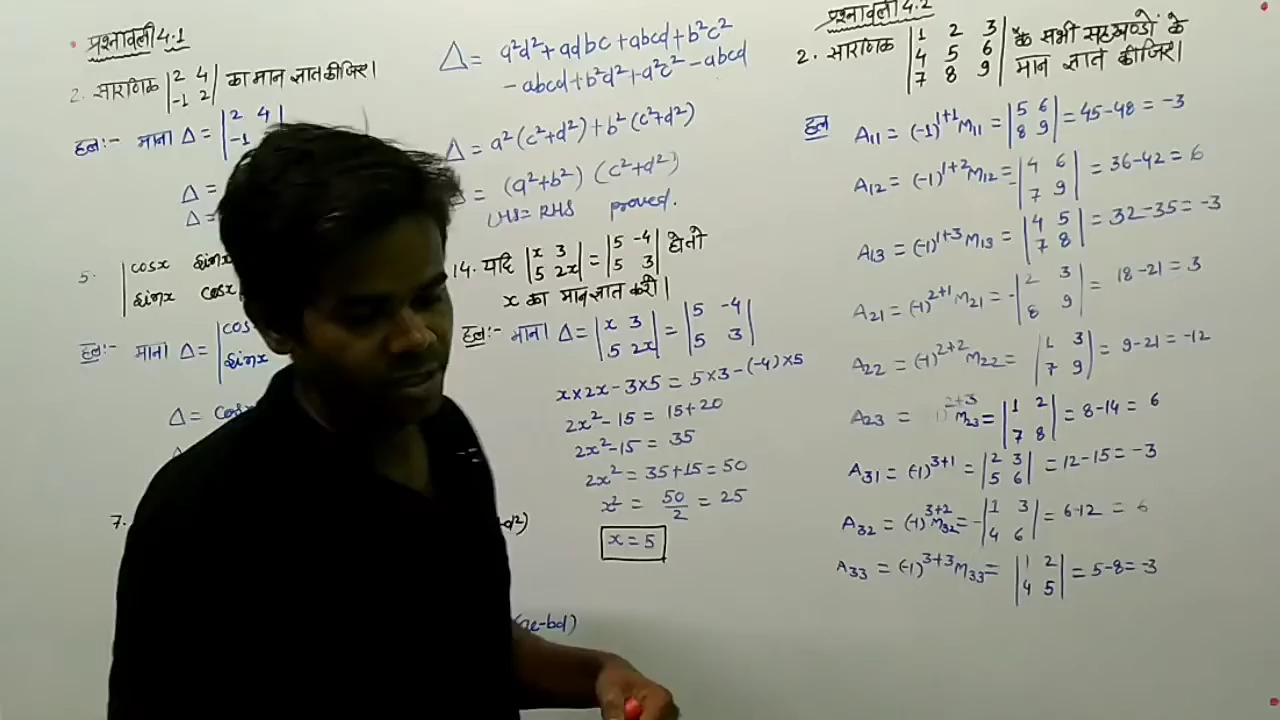 प्रश्नावली 4.1
2. सारणिक |2 4| का मान ज्ञात कीजिए।
|-1 2|
हल:- माना Δ = |2 4|
|-1
Δ =
Δ =
5. |cosx sinx
|sinx cosx
हल:- माना Δ = |cos
|sinx
Δ = cosx
7.
Δ = a²d² + adbc + abcd + b²c²
- abcd + b²d² + a²c² - abcd
Δ = a²(c²+d²) + b²(c²+d²)
= (a²+b²) (c²+d²)
LHS = RHS proved.
14. यदि |x 3| = |5 -4| हो तो
|5 2x| |5 3|
x का मान ज्ञात करो।
हल:- माना Δ = |x 3| = |5 -4|
|5 2x| |5 3|
x×2x - 3×5 = 5×3 - (-4)×5
2x² - 15 = 15 + 20
2x² - 15 = 35
2x² = 35 + 15 = 50
x² = 50/2 = 25
x = 5
प्रश्नावली 4.2
2. सारणिक |1 2 3| के सभी सहखण्डों के
|4 5 6| मान ज्ञात कीजिए।
|7 8 9|
हल A11 = (-1)^1+1 M11 = |5 6| = 45-48 = -3
|8 9|
A12 = (-1)^1+2 M12 = -|4 6| = 36-42 = 6
|7 9|
A13 = (-1)^1+3 M13 = |4 5| = 32-35 = -3
|7 8|
A21 = (-1)^2+1 M21 = -|2 3| = 18-21 = 3
|8 9|
A22 = (-1)^2+2 M22 = |1 3| = 9-21 = -12
|7 9|
A23 = 1)^2+3 M23 = |1 2| = 8-14 = 6
|7 8|
A31 = (-1)^3+1 = |2 3| = 12-15 = -3
|5 6|
A32 = (-1)^3+2 M32 = -|1 3| = 6-12 = 6
|4 6|
A33 = (-1)^3+3 M33 = |1 2| = 5-8 = -3
|4 5|